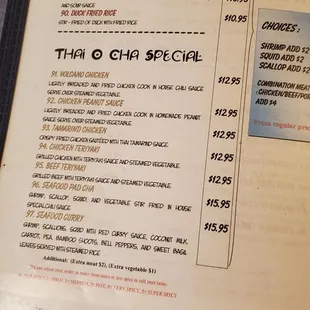 AND SOUR SAUCE
90. DUCK FRIED RICE
STIR - FRIED OF DUCK WITH FRIED RICE
$10.95
$10.95
THAI O CHA SPECIAL
91. VOLCANO CHICKEN $12.95
LIGHTLY BREADED AND FRIED CHICKEN COOK IN HOUSE CHILI SAUCE
SERVE OVER STEAMED VEGETABLE.
92. CHICKEN PEANUT SAUCE $12.95
LIGHTLY BREADED AND FRIED CHICKEN COOK IN HOMEMADE PEANUT
SAUCE SERVE OVER STEAMED VEGETABLE.
93. TAMARIND CHICKEN $12.95
CRISPY FRIED CHICKEN SAUTEED WITH THAI TAMARIND SAUCE
94. CHICKEN TERIYAKI $12.95
GRILLED CHICKEN WITH TERIYAKI SAUCE AND STEAMED VEGETABLE.
95. BEEF TERIYAKI $12.95
GRILLED BEEF WITH TERIYAKI SAUCE AND STEAMED VEGETABLE.
96. SEAFOOD PAD CHA $15.95
SHRIMP, SCALLOP, SQUID, AND VEGETABLE STIR FRIED IN HOUSE
SPECIAL CHILI SAUCE
97. SEAFOOD CURRY $15.95
SHRIMP, SCALLIONS, SQUID WITH RED CURRY SAUCE, COCONUT MILK,
CARROT, PEA, BAMBOO SHOOTS, BELL PEPPERS, AND SWEET BASIL
LEAVES SERVED WITH STEAMED RICE
Additional: (Extra meat $2), (Extra vegetable $1)
CHOICES :
SHRIMP ADD $2
SQUID ADD $2
SCALLOP ADD $2
COMBINATION MEAT
:CHICKEN/BEEF/POR
ADD $4